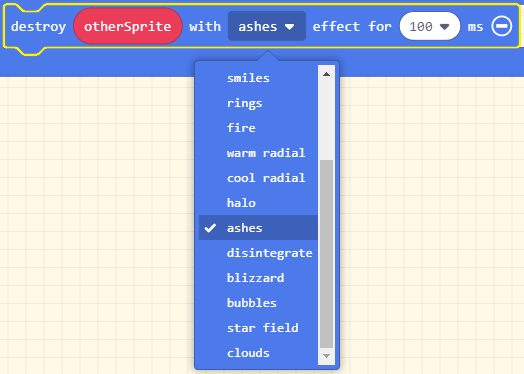 destroy otherSprite with ashes effect for 100 ms
smiles
rings
fire
warm radial
cool radial
halo
ashes
disintegrate
blizzard
bubbles
star field
clouds